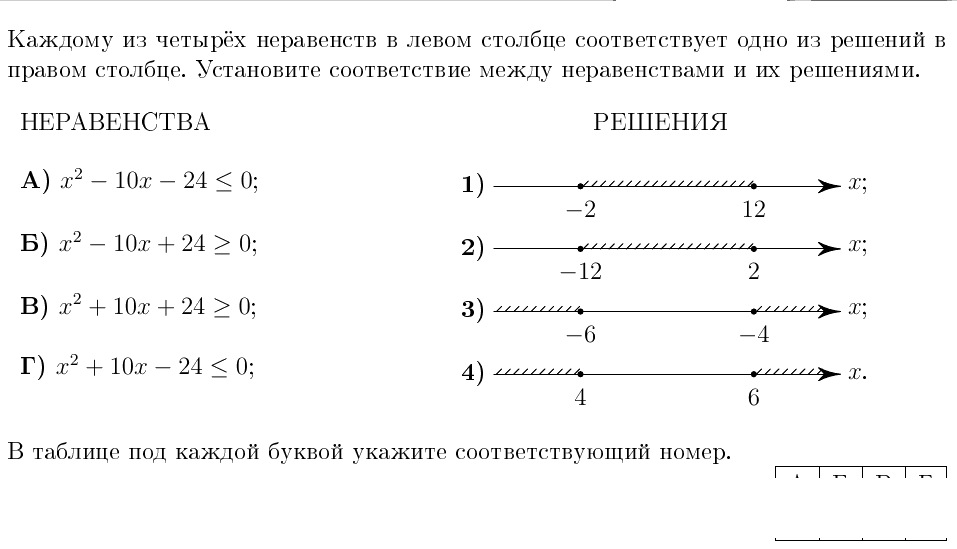 Каждому из четырёх неравенств в левом столбце соответствует одно из решений в
правом столбце. Установите соответствие между неравенствами и их решениями.
НЕРАВЕНСТВА
РЕШЕНИЯ
А) x² − 10x − 24 ≤ 0;
Б) x² − 10x + 24 ≥ 0;
В) x² + 10x + 24 ≥ 0;
Г) x² + 10x − 24 ≤ 0;
1) x;
−2 12
2) x;
−12 2
3) x;
−6 −4
4) x.
4 6
В таблице под каждой буквой укажите соответствующий номер.